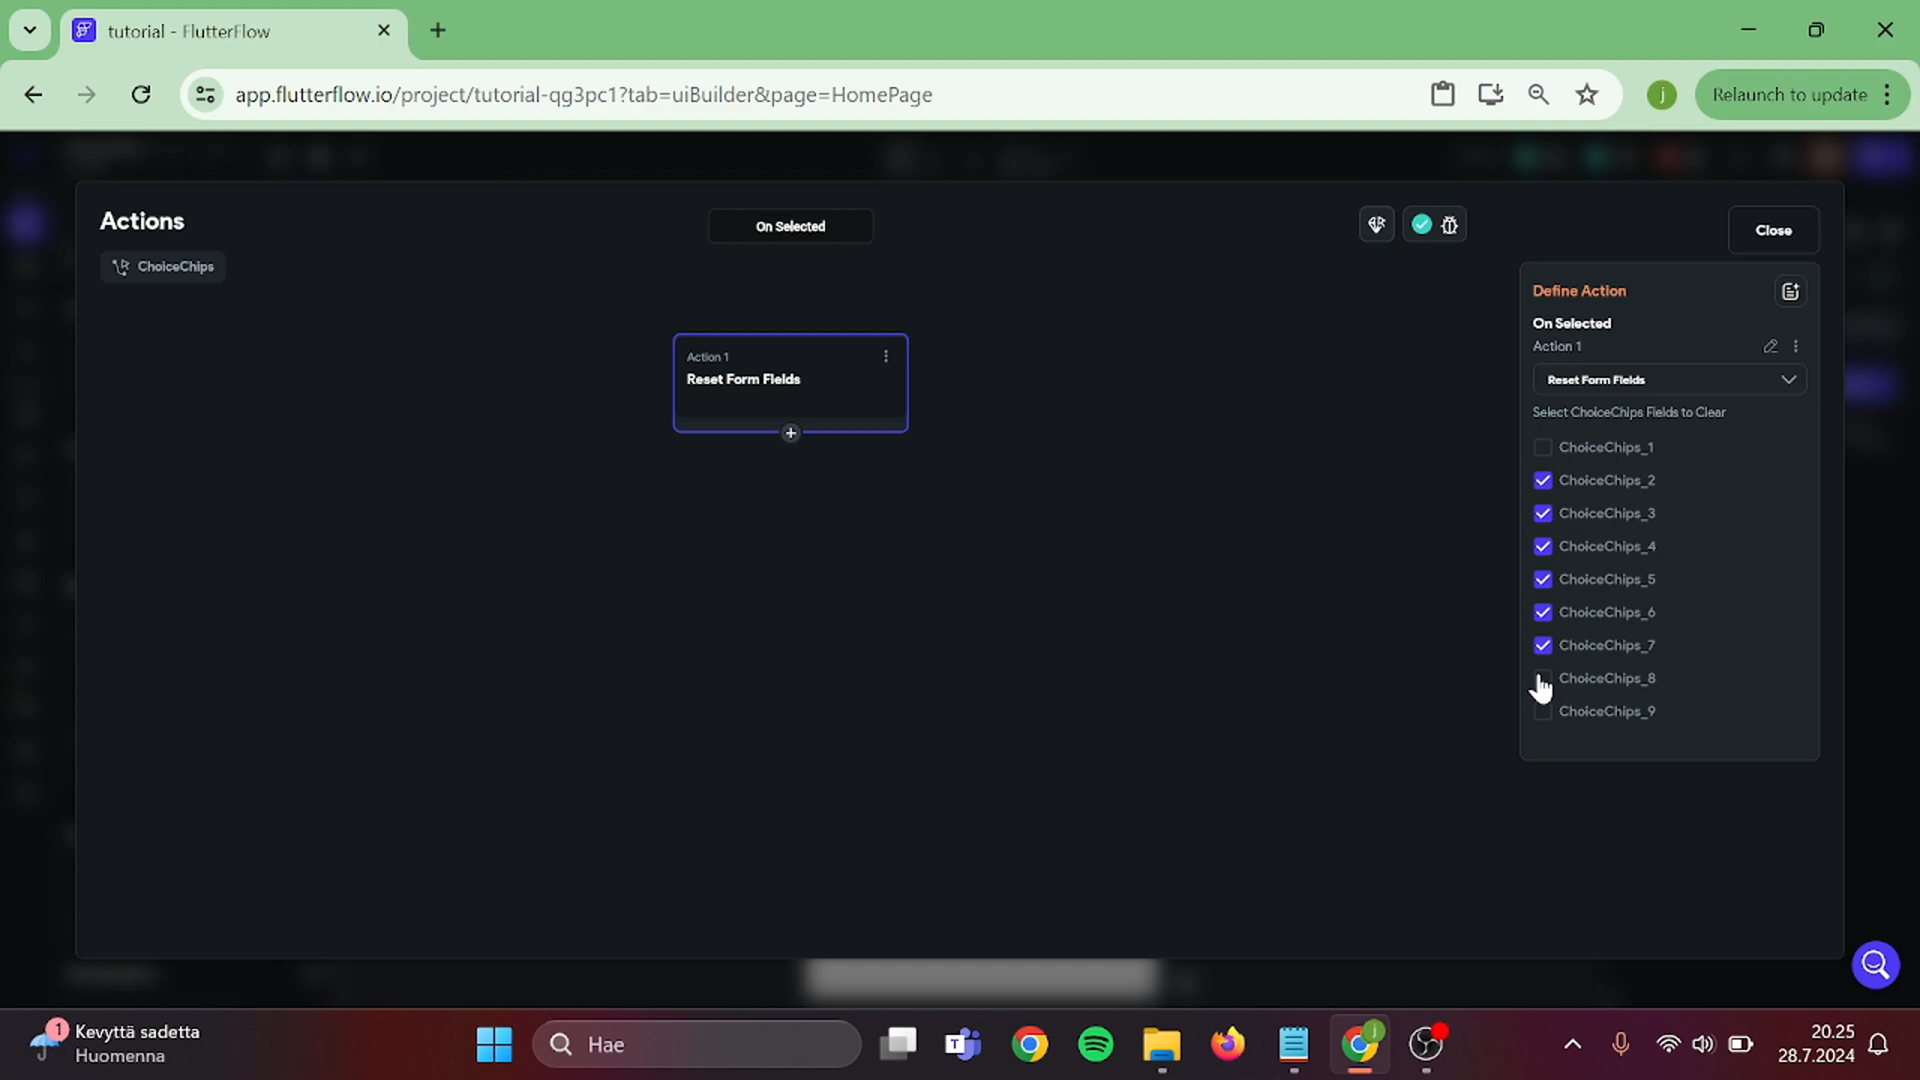 tutorial - FlutterFlow
app.flutterflow.io/project/tutorial-qg3pc1?tab=uiBuilder&page=HomePage
j
Relaunch to update
Actions
On Selected
Close
ChoiceChips
Define Action
On Selected
Action 1
Reset Form Fields
Select ChoiceChips Fields to Clear
Action 1
Reset Form Fields
ChoiceChips_1
ChoiceChips_2
ChoiceChips_3
ChoiceChips_4
ChoiceChips_5
ChoiceChips_6
ChoiceChips_7
ChoiceChips_8
ChoiceChips_9
1
Kevyttä sadetta
Huomenna
Hae
j
20.25
28.7.2024